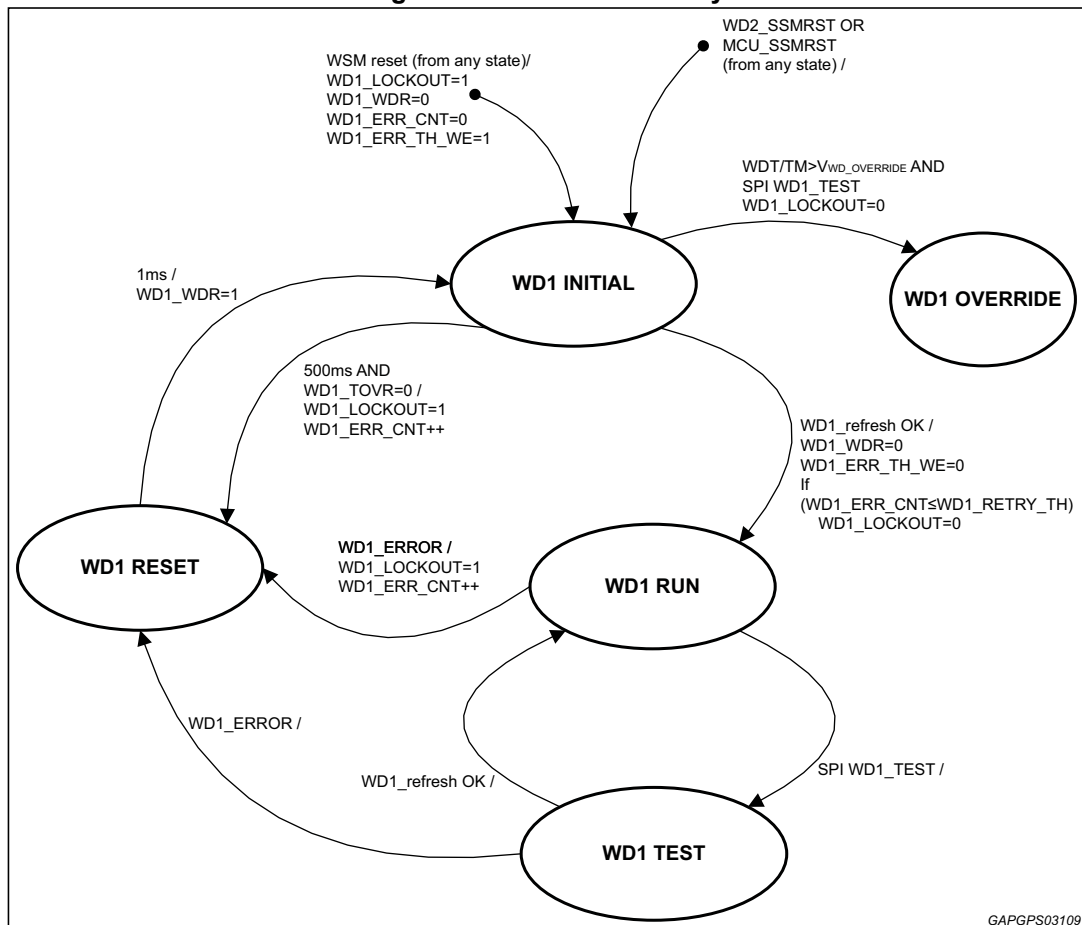 WD2_SSMRST OR
MCU_SSMRST
(from any state) /
WSM reset (from any state)/
WD1_LOCKOUT=1
WD1_WDR=0
WD1_ERR_CNT=0
WD1_ERR_TH_WE=1
WDT/TM>VWD_OVERRIDE AND
SPI WD1_TEST
WD1_LOCKOUT=0
WD1 INITIAL
WD1 OVERRIDE
1ms /
WD1_WDR=1
500ms AND
WD1_TOVR=0 /
WD1_LOCKOUT=1
WD1_ERR_CNT++
WD1_refresh OK /
WD1_WDR=0
WD1_ERR_TH_WE=0
If
(WD1_ERR_CNT≤WD1_RETRY_TH)
WD1_LOCKOUT=0
WD1 RESET
WD1_ERROR /
WD1_LOCKOUT=1
WD1_ERR_CNT++
WD1 RUN
WD1_ERROR /
WD1_refresh OK /
SPI WD1_TEST /
WD1 TEST
GAPGPS03109